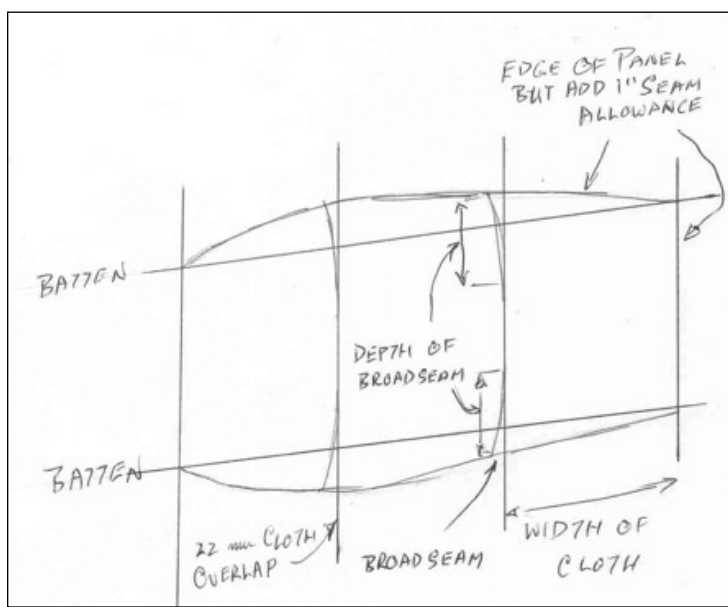 EDGE OF PANEL
BUT ADD 1" SEAM
ALLOWANCE
BATTEN
DEPTH OF
BROADSEAM
BATTEN
22 mm CLOTH
OVERLAP
BROADSEAM
WIDTH OF
CLOTH